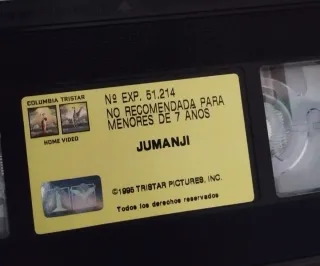 COLUMBIA TRISTAR
HOME VIDEO
Nº EXP. 51.214
NO RECOMENDADA PARA
MENORES DE 7 AÑOS
JUMANJI
©1995 TRISTAR PICTURES, INC.
Todos los derechos reservados